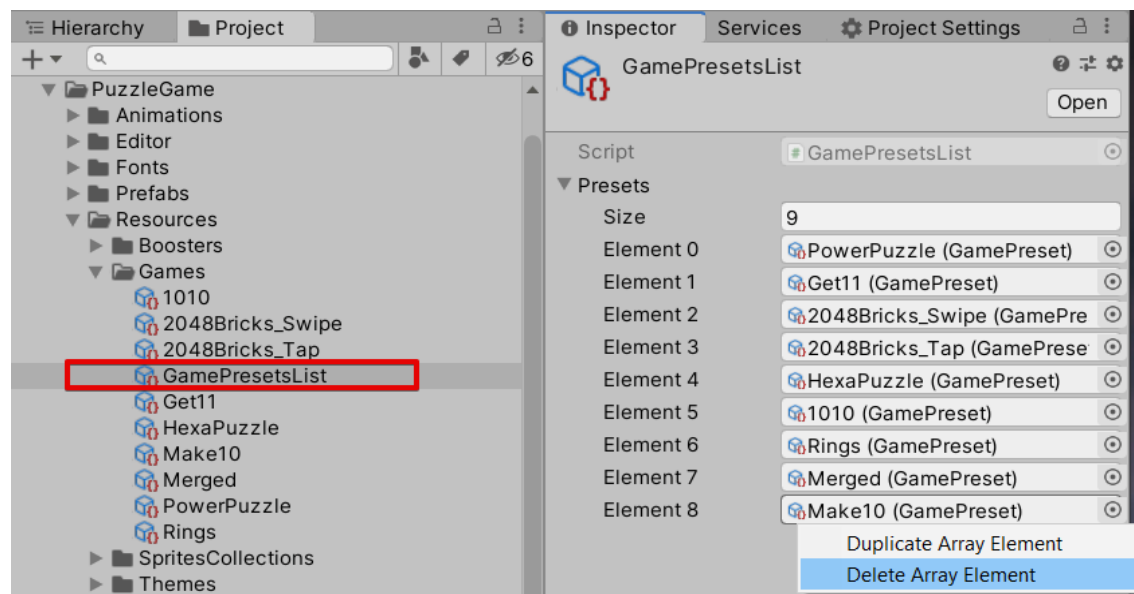 Hierarchy
Project
6
PuzzleGame
Animations
Editor
Fonts
Prefabs
Resources
Boosters
Games
1010
2048Bricks_Swipe
2048Bricks_Tap
GamePresetsList
Get11
HexaPuzzle
Make10
Merged
PowerPuzzle
Rings
SpritesCollections
Themes
Inspector
Services
Project Settings
GamePresetsList
Open
Script
GamePresetsList
Presets
Size
9
Element 0
PowerPuzzle (GamePreset)
Element 1
Get11 (GamePreset)
Element 2
2048Bricks_Swipe (GamePre
Element 3
2048Bricks_Tap (GamePrese
Element 4
HexaPuzzle (GamePreset)
Element 5
1010 (GamePreset)
Element 6
Rings (GamePreset)
Element 7
Merged (GamePreset)
Element 8
Make10 (GamePreset)
Duplicate Array Element
Delete Array Element